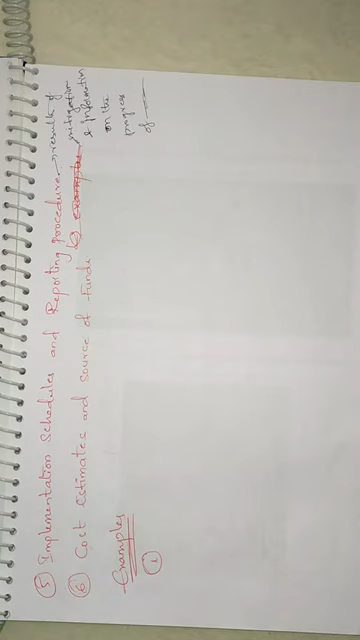 ⑤ Implementation Schedules and Reporting procedure → result of
mitigation
& information
on the
progress
of
⑥ Cost estimates and source of funds
Examples
①